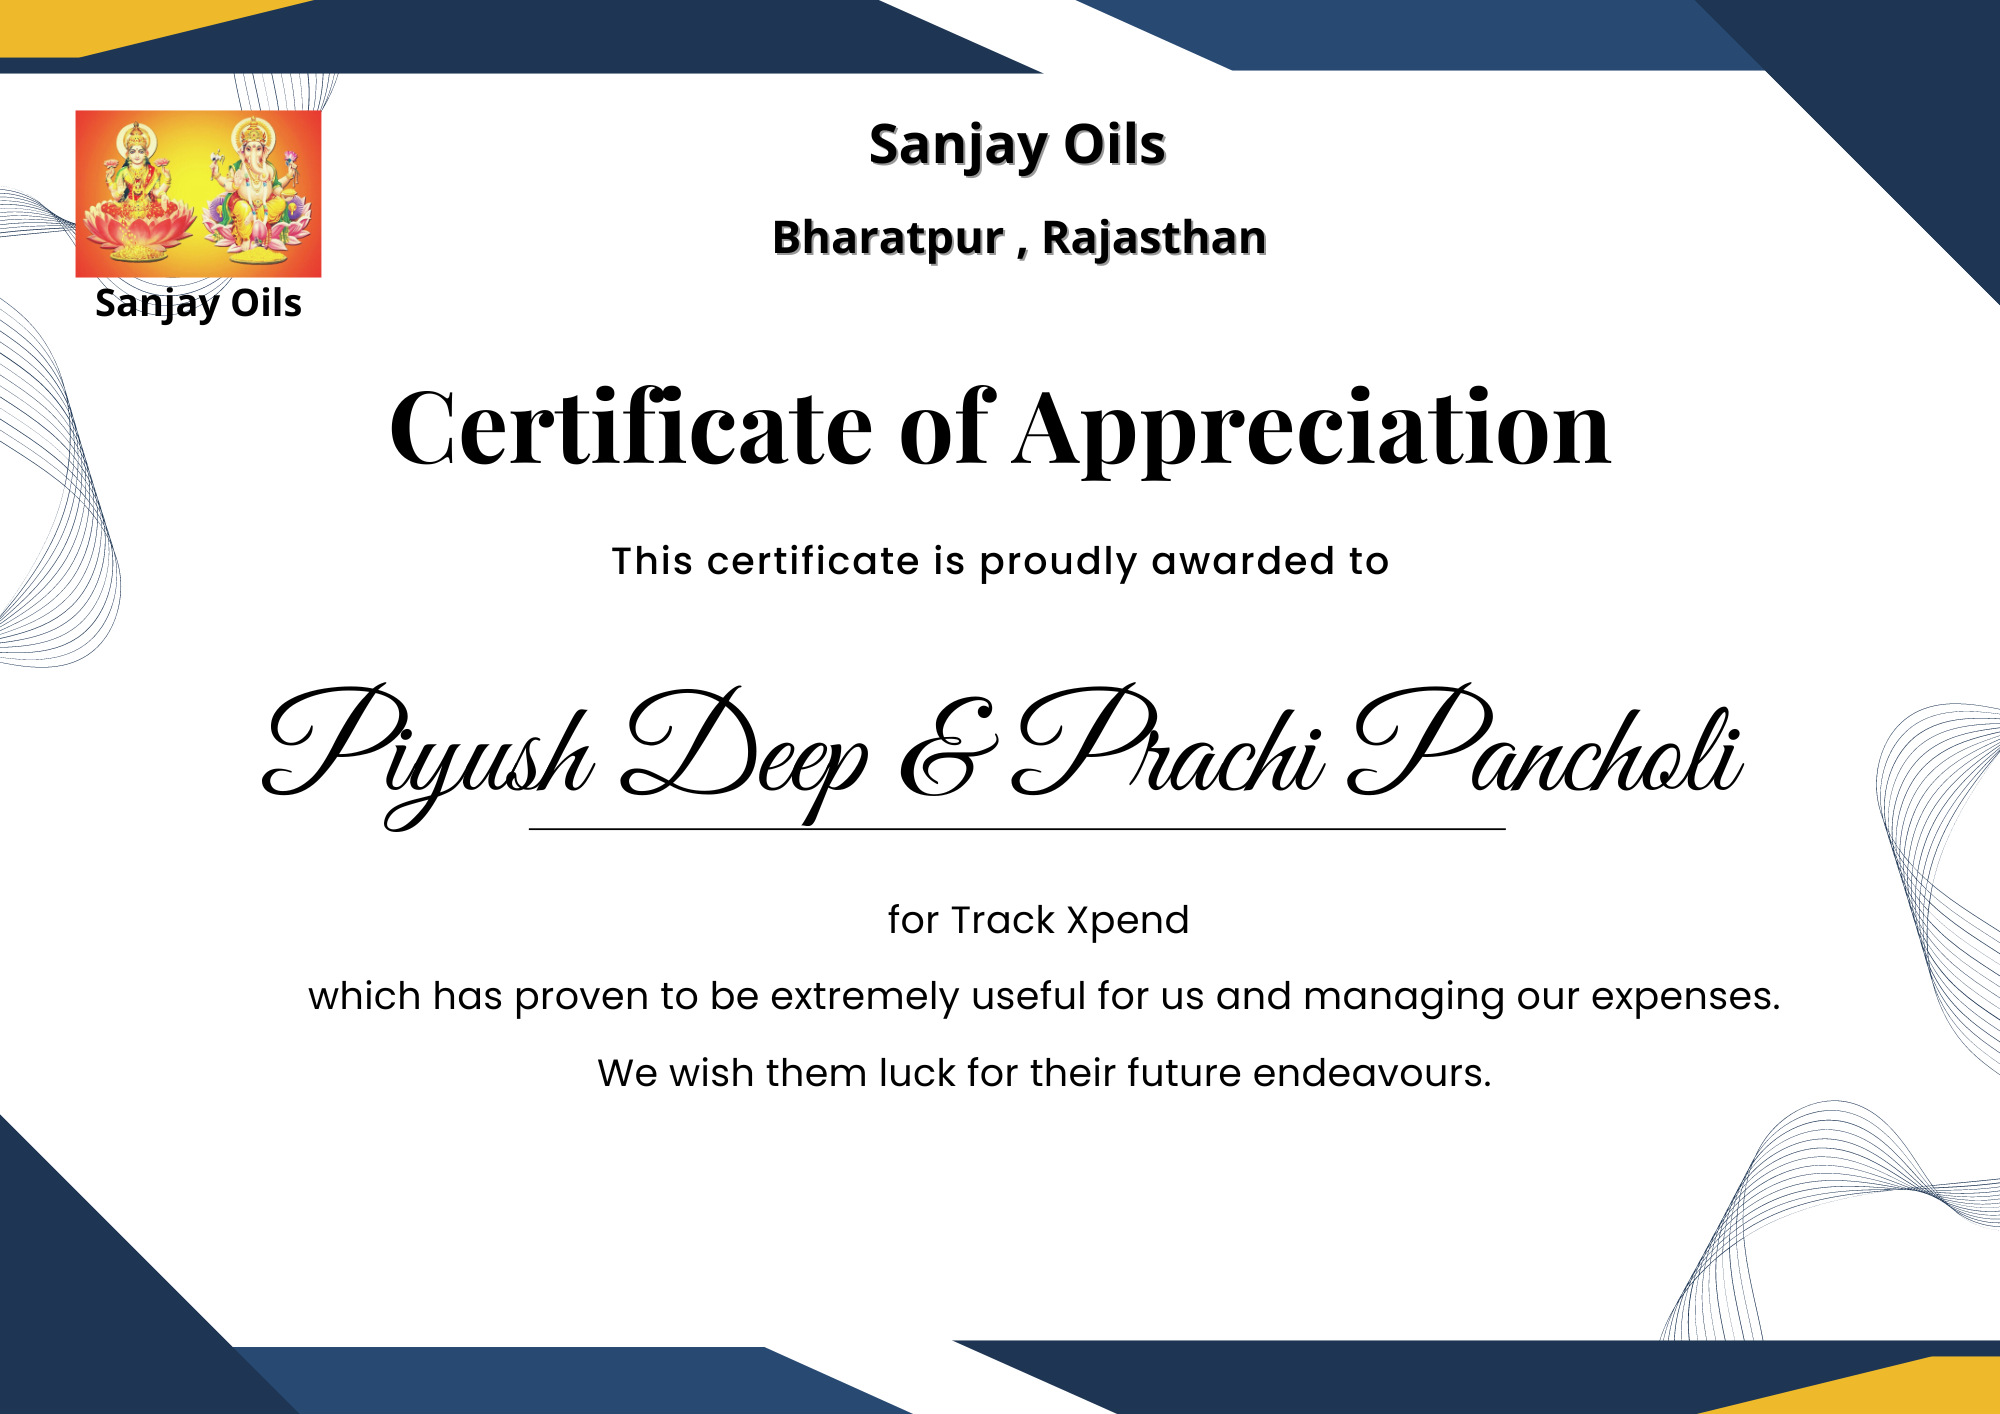 Sanjay Oils
Bharatpur , Rajasthan
Sanjay Oils
Certificate of Appreciation
This certificate is proudly awarded to
Piyush Deep & Prachi Pancholi
for Track Xpend
which has proven to be extremely useful for us and managing our expenses.
We wish them luck for their future endeavours.